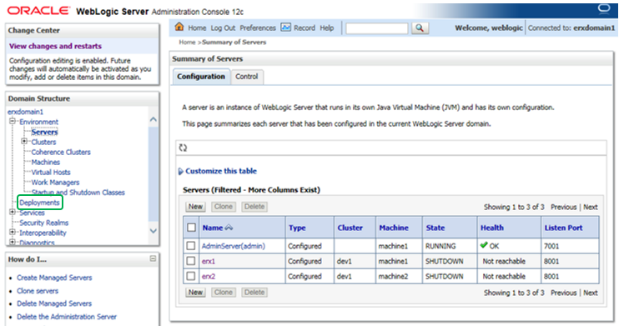 ORACLE WebLogic Server Administration Console 12c
Change Center
View changes and restarts
Configuration editing is enabled. Future
changes will automatically be activated as you
modify, add or delete items in this domain.
Domain Structure
erxdomain1
Environment
Servers
Clusters
Coherence Clusters
Machines
Virtual Hosts
Work Managers
Startup and Shutdown Classes
Deployments
Services
Security Realms
Interoperability
Diagnostics
How do I...
Create Managed Servers
Clone servers
Delete Managed Servers
Delete the Administration Server
Home Log Out Preferences Record Help
Welcome, weblogic Connected to: erxdomain1
Home >Summary of Servers
Summary of Servers
Configuration Control
A server is an instance of WebLogic Server that runs in its own Java Virtual Machine (JVM) and has its own configuration.
This page summarizes each server that has been configured in the current WebLogic Server domain.
Customize this table
Servers (Filtered - More Columns Exist)
New Clone Delete Showing 1 to 3 of 3 Previous | Next
Name Type Cluster Machine State Health Listen Port
AdminServer(admin) Configured machine1 RUNNING OK 7001
erx1 Configured dev1 machine1 SHUTDOWN Not reachable 8001
erx2 Configured dev1 machine2 SHUTDOWN Not reachable 8001
New Clone Delete Showing 1 to 3 of 3 Previous | Next